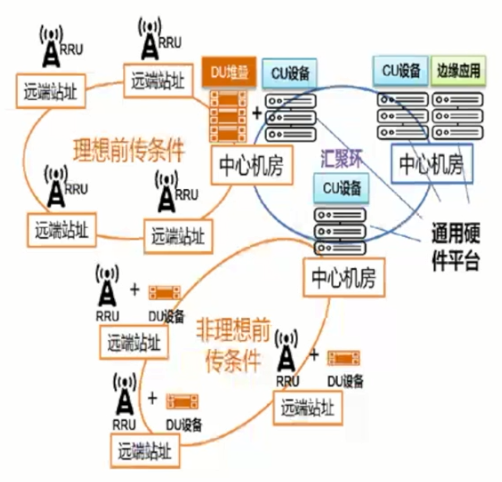 RRU
远端站址
RRU
远端站址
DU堆叠
CU设备
+
CU设备
边缘应用
理想前传条件
中心机房
汇聚环
中心机房
RRU
远端站址
RRU
远端站址
CU设备
通用硬
件平台
中心机房
+
RRU
DU设备
远端站址
非理想前
传条件
+
RRU
DU设备
远端站址
+
RRU
DU设备
远端站址